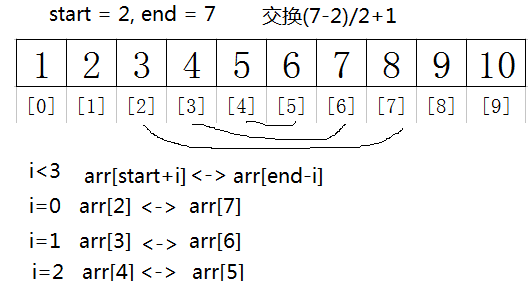 start = 2, end = 7 交换(7-2)/2+1
1 2 3 4 5 6 7 8 9 10
[0] [1] [2] [3] [4] [5] [6] [7] [8] [9]
i<3 arr[start+i] <-> arr[end-i]
i=0 arr[2] <-> arr[7]
i=1 arr[3] <-> arr[6]
i=2 arr[4] <-> arr[5]